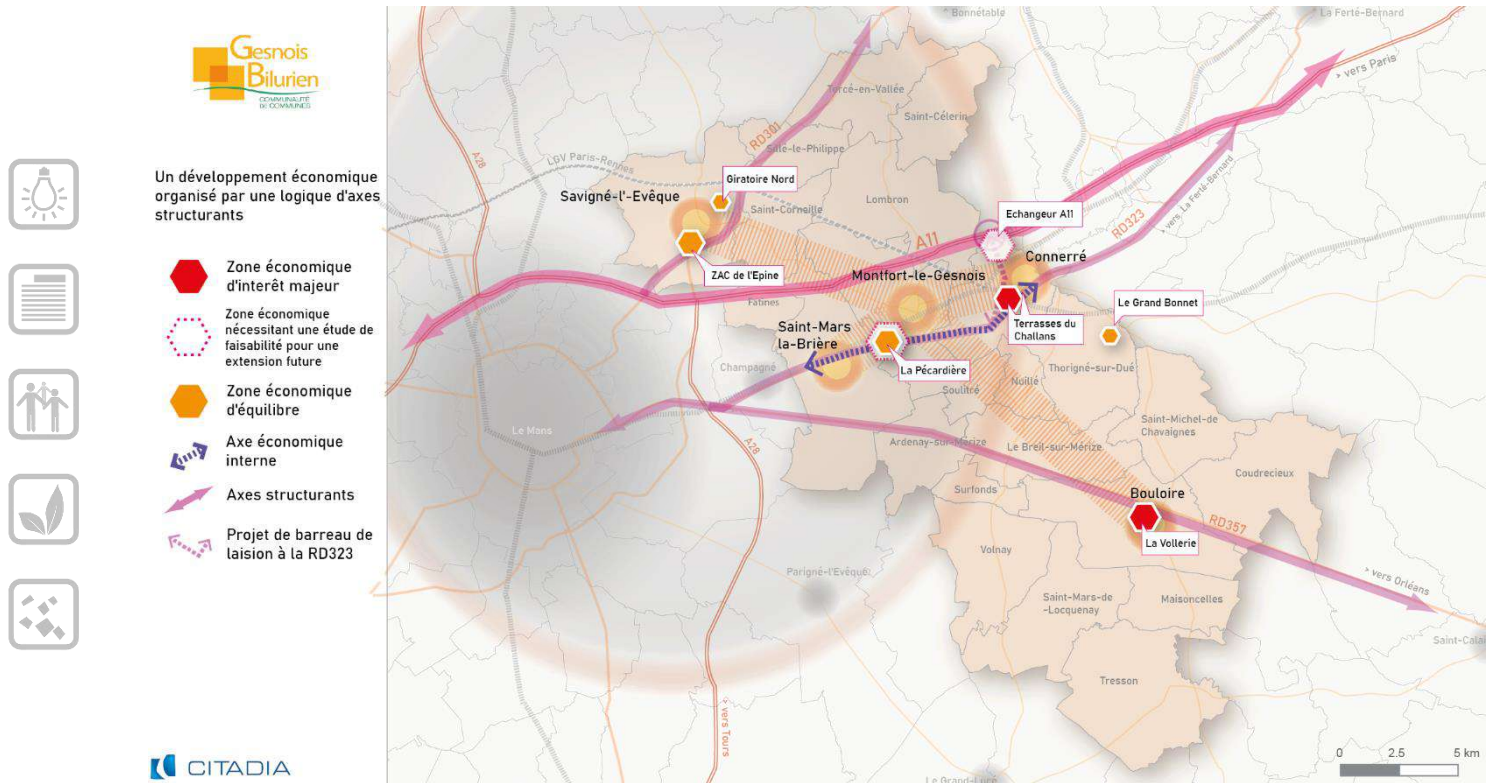 Gesnois
Bilurien
COMMUNAUTÉ
DE COMMUNES
Un développement économique
organisé par une logique d'axes
structurants
Zone économique
d'intérêt majeur
Zone économique
nécessitant une étude de
faisabilité pour une
extension future
Zone économique
d'équilibre
Axe économique
interne
Axes structurants
Projet de barreau de
laision à la RD323
CITADIA
Bonnétable
La Ferté-Bernard
> vers Paris
Torcé-en-Vallée
Saint-Célerin
A28
RD301
LGV Paris-Rennes
Sillé-le-Philippe
Giratoire Nord
Savigné-l'-Evêque
Saint-Corneille
Lombron
Echangeur A11
> vers La Ferté-Bernard
RD323
A11
ZAC de l'Epine
Montfort-le-Gesnois
Connerré
Fatines
Le Grand Bonnet
Saint-Mars
la-Brière
Terrasses du
Challans
La Pécardière
Champagné
Thorigné-sur-Dué
Nuillé
Soulitré
Saint-Michel-de
Chavaignes
Le Mans
Ardenay-sur-Mérize
Le Breil-sur-Mérize
A28
Coudrecieux
Surfonds
Bouloire
RD357
La Vollerie
Volnay
Parigné-l'Evêque
> vers Orléans
Saint-Mars-de
-Locquenay
Maisoncelles
Saint-Calai
Tresson
> vers Tours
Le Grand-Luc
0 2.5 5 km